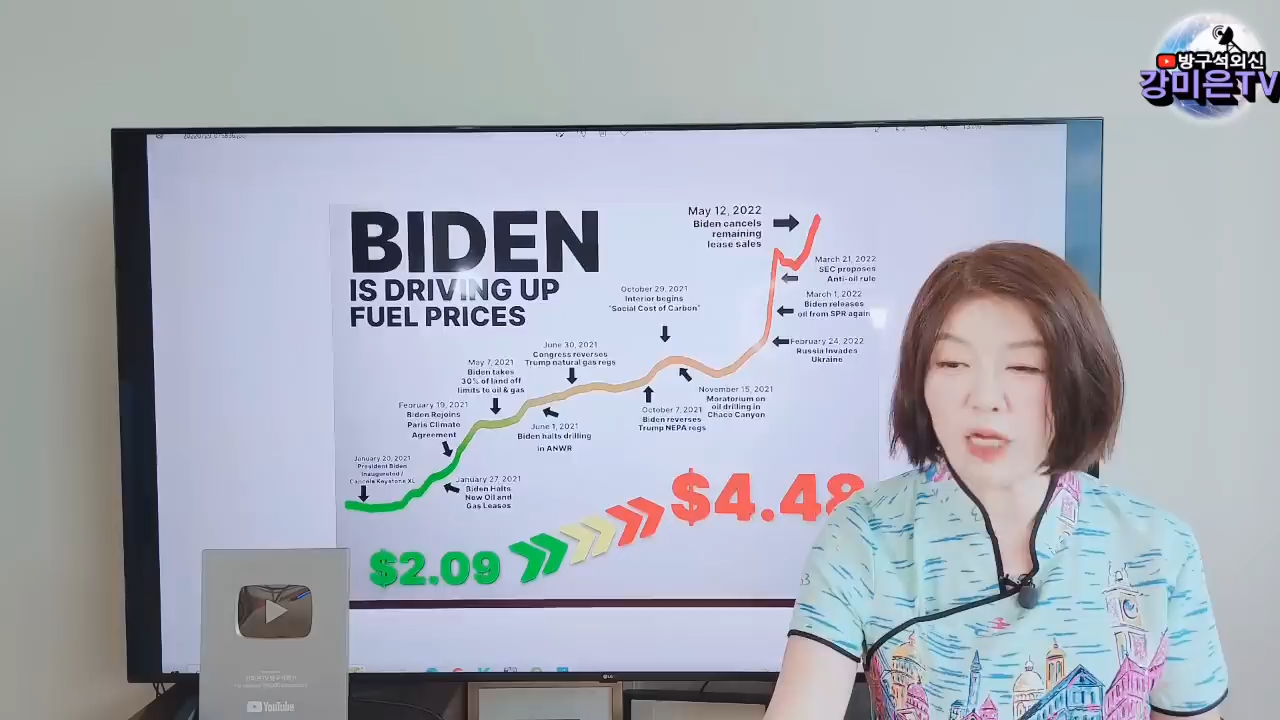 방구석외신
강미은TV
BIDEN
IS DRIVING UP
FUEL PRICES
May 12, 2022
Biden cancels
remaining
lease sales
March 21, 2022
SEC proposes
Anti-oil rule
March 1, 2022
Biden releases
oil from SPR again
February 24, 2022
Russia Invades
Ukraine
October 29, 2021
Interior begins
"Social Cost of Carbon"
June 30, 2021
Congress reverses
Trump natural gas regs
May 7, 2021
Biden takes
30% of land off
limits to oil & gas
February 19, 2021
Biden Rejoins
Paris Climate
Agreement
January 20, 2021
President Biden
Inaugurated /
Cancels Keystone XL
January 27, 2021
Biden Halts
New Oil and
Gas Leases
June 1, 2021
Biden halts drilling
in ANWR
October 7, 2021
Biden reverses
Trump NEPA regs
November 15, 2021
Moratorium on
oil drilling in
Chaco Canyon
$4.48
$2.09
LG
YouTube